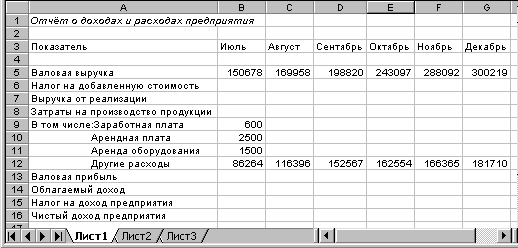 A B C D E F G
1 Отчёт о доходах и расходах предприятия
2
3 Показатель Июль Август Сентябрь Октябрь Ноябрь Декабрь
4
5 Валовая выручка 150678 169958 198820 243097 288092 300219
6 Налог на добавленную стоимость
7 Выручка от реализации
8 Затраты на производство продукции
9 В том числе:Заработная плата 600
10 Арендная плата 2500
11 Аренда оборудования 1500
12 Другие расходы 86264 116396 152567 162554 166365 181710
13 Валовая прибыль
14 Облагаемый доход
15 Налог на доход предприятия
16 Чистый доход предприятия
17
Лист1 Лист2 Лист3